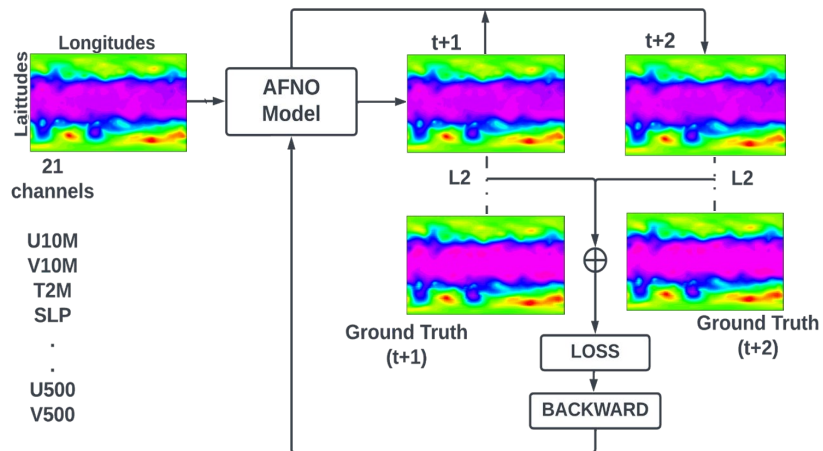 Longitudes
Laittudes
21
channels
U10M
V10M
T2M
SLP
.
.
U500
V500
AFNO
Model
t+1
t+2
L2
L2
Ground Truth
(t+1)
Ground Truth
(t+2)
LOSS
BACKWARD